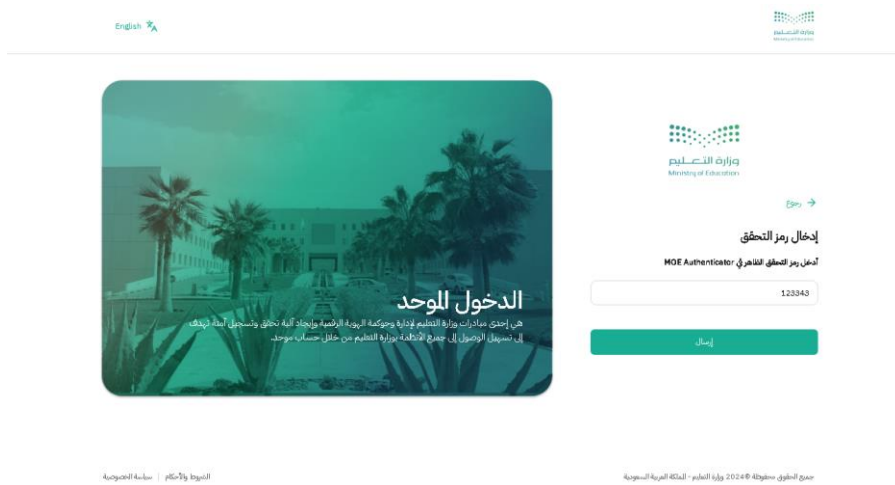 English
وزارة التعليم
Ministry of Education
وزارة التعليم
Ministry of Education
رجوع
إدخال رمز التحقق
أدخل رمز التحقق الظاهر في MOE Authenticator
123343
إرسال
الدخول الموحد
هي إحدى مبادرات وزارة التعليم لإدارة وحوكمة الهوية الرقمية وإيجاد آلية تحقق وتسجيل آمنة تهدف
إلى تسهيل الوصول إلى جميع الأنظمة بوزارة التعليم من خلال حساب موحد.
جميع الحقوق محفوظة © 2024 وزارة التعليم - المملكة العربية السعودية
الشروط والأحكام | سياسة الخصوصية